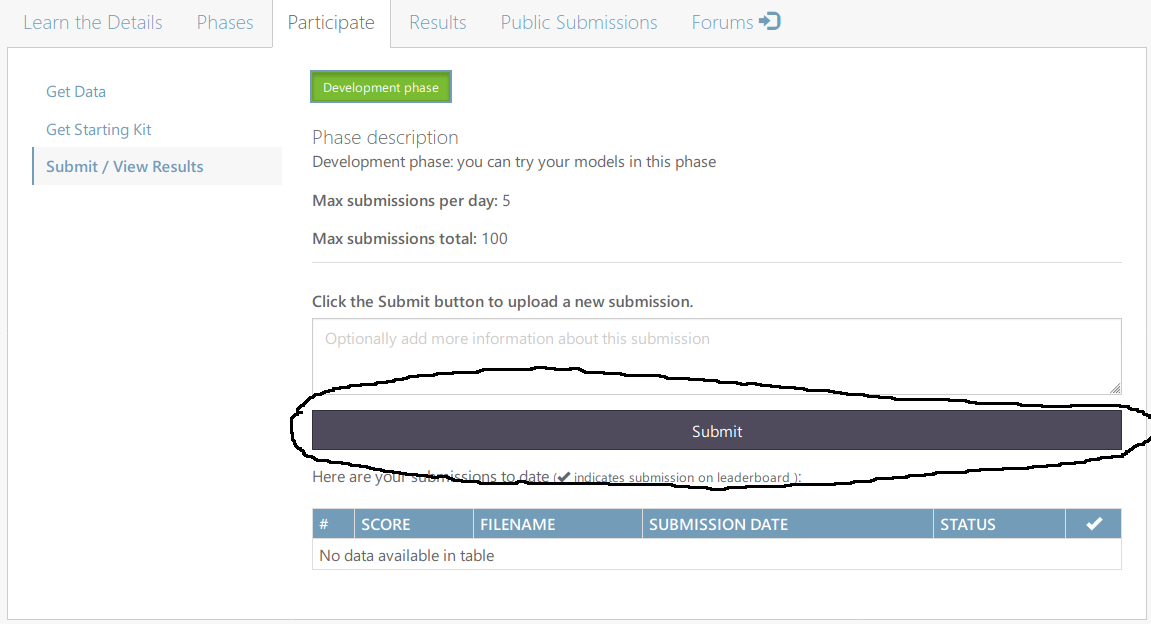 Learn the Details Phases Participate Results Public Submissions Forums
Get Data
Get Starting Kit
Submit / View Results
Development phase
Phase description
Development phase: you can try your models in this phase
Max submissions per day: 5
Max submissions total: 100
Click the Submit button to upload a new submission.
Optionally add more information about this submission
Submit
Here are your submissions to date (✔ indicates submission on leaderboard ):
# SCORE FILENAME SUBMISSION DATE STATUS ✔
No data available in table